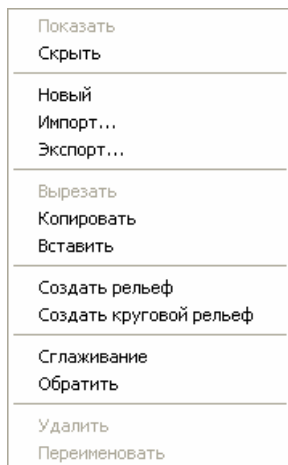 Показать
Скрыть
Новый
Импорт...
Экспорт...
Вырезать
Копировать
Вставить
Создать рельеф
Создать круговой рельеф
Сглаживание
Обратить
Удалить
Переименовать